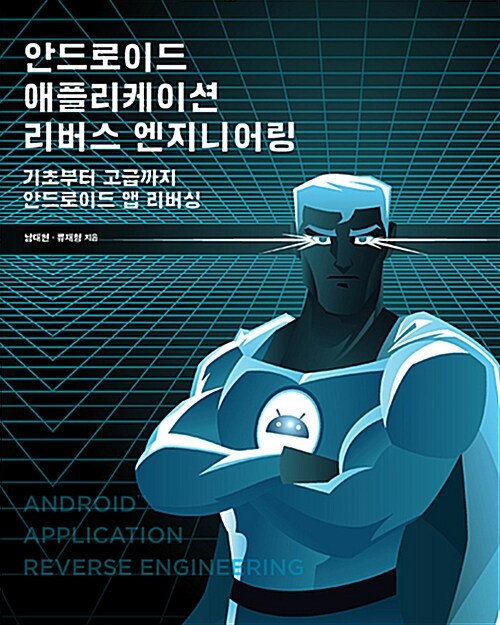 안드로이드
애플리케이션
리버스 엔지니어링
기초부터 고급까지
안드로이드 앱 리버싱
남대현 · 류재형 지음
ANDROID
APPLICATION
REVERSE ENGINEERING